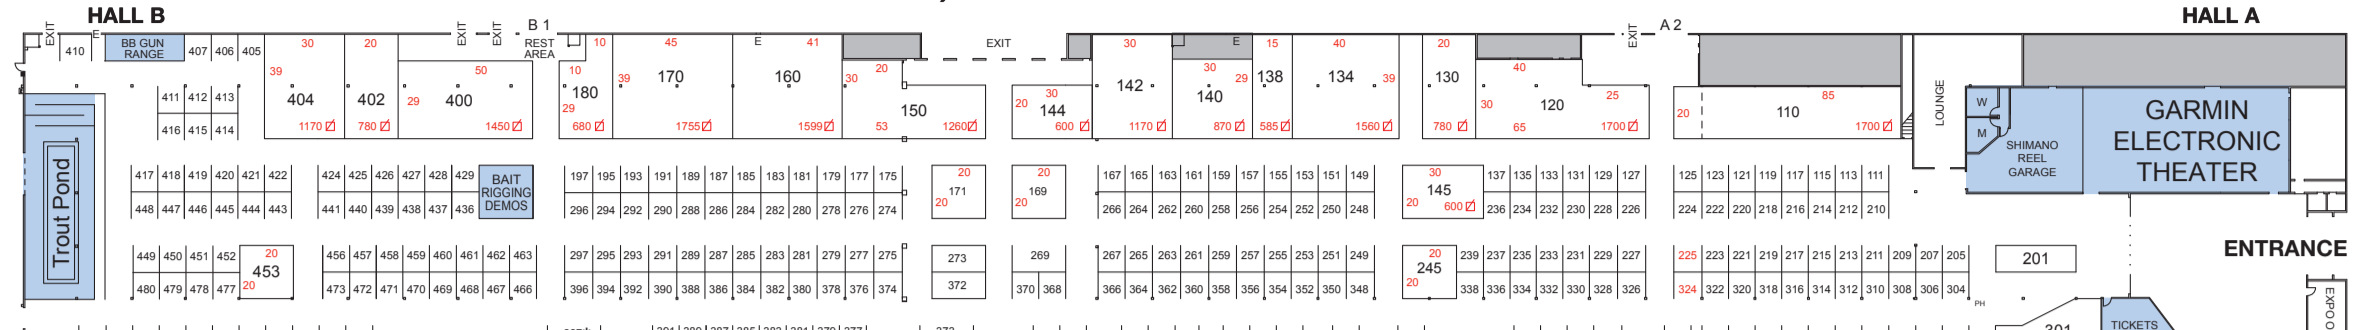 HALL B
HALL A
EXIT
E
EXIT
EXIT
B 1
EXIT
EXIT
A 2
410
BB GUN
RANGE
407 406 405
30
20
REST
AREA
10
45
E
41
30
E
15
40
20
39
50
10
39
30
20
30
29
39
40
404
402
29
400
180
29
170
160
150
20
30
144
142
140
138
134
130
30
120
25
20
85
110
LOUNGE
W
M
SHIMANO
REEL
GARAGE
GARMIN
ELECTRONIC
THEATER
411 412 413
416 415 414
1170
780
1450
680
1755
1599
53
1260
600
1170
870
585
1560
780
65
1700
1700
Trout Pond
417 418 419 420 421 422
424 425 426 427 428 429
BAIT
RIGGING
DEMOS
197 195 193 191 189 187 185 183 181 179 177 175
20
171
20
20
169
20
167 165 163 261 159 157 155 153 151 149
30
145
20
600
137 135 133 131 129 127
125 123 121 119 117 115 113 111
448 447 446 445 444 443
441 440 439 438 437 436
296 294 292 290 288 286 284 282 280 278 276 274
266 264 262 260 258 256 254 252 250 248
236 234 232 230 228 226
224 222 220 218 216 214 212 210
ENTRANCE
449 450 451 452
20
453
20
456 457 458 459 460 461 462 463
297 295 293 291 289 287 285 283 281 279 277 275
273
269
267 265 263 261 259 257 255 253 251 249
20
245
20
239 237 235 233 231 229 227
225 223 221 219 217 215 213 211 209 207 205
201
480 479 478 477
473 472 471 470 469 468 467 466
396 394 392 390 388 386 384 382 380 378 376 374
372
370 368
366 364 362 360 358 356 354 352 350 348
338 336 334 332 330 328 326
324 322 320 318 316 314 312 310 308 306 304
PH
TICKETS
EXPO O